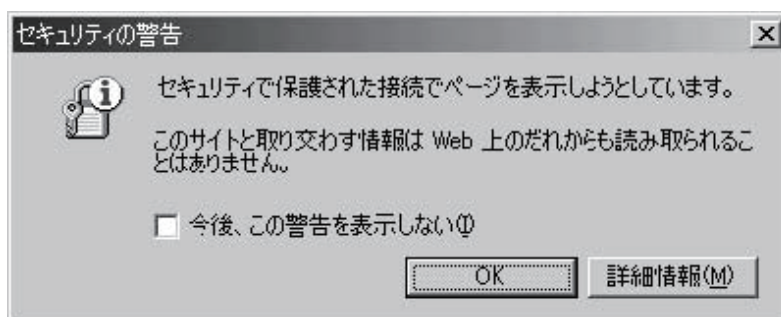 セキュリティの警告
セキュリティで保護された接続でページを表示しようとしています。
このサイトと取り交わす情報は Web 上のだれからも読み取られるこ
とはありません。
今後、この警告を表示しない(I)
OK 詳細情報(M)